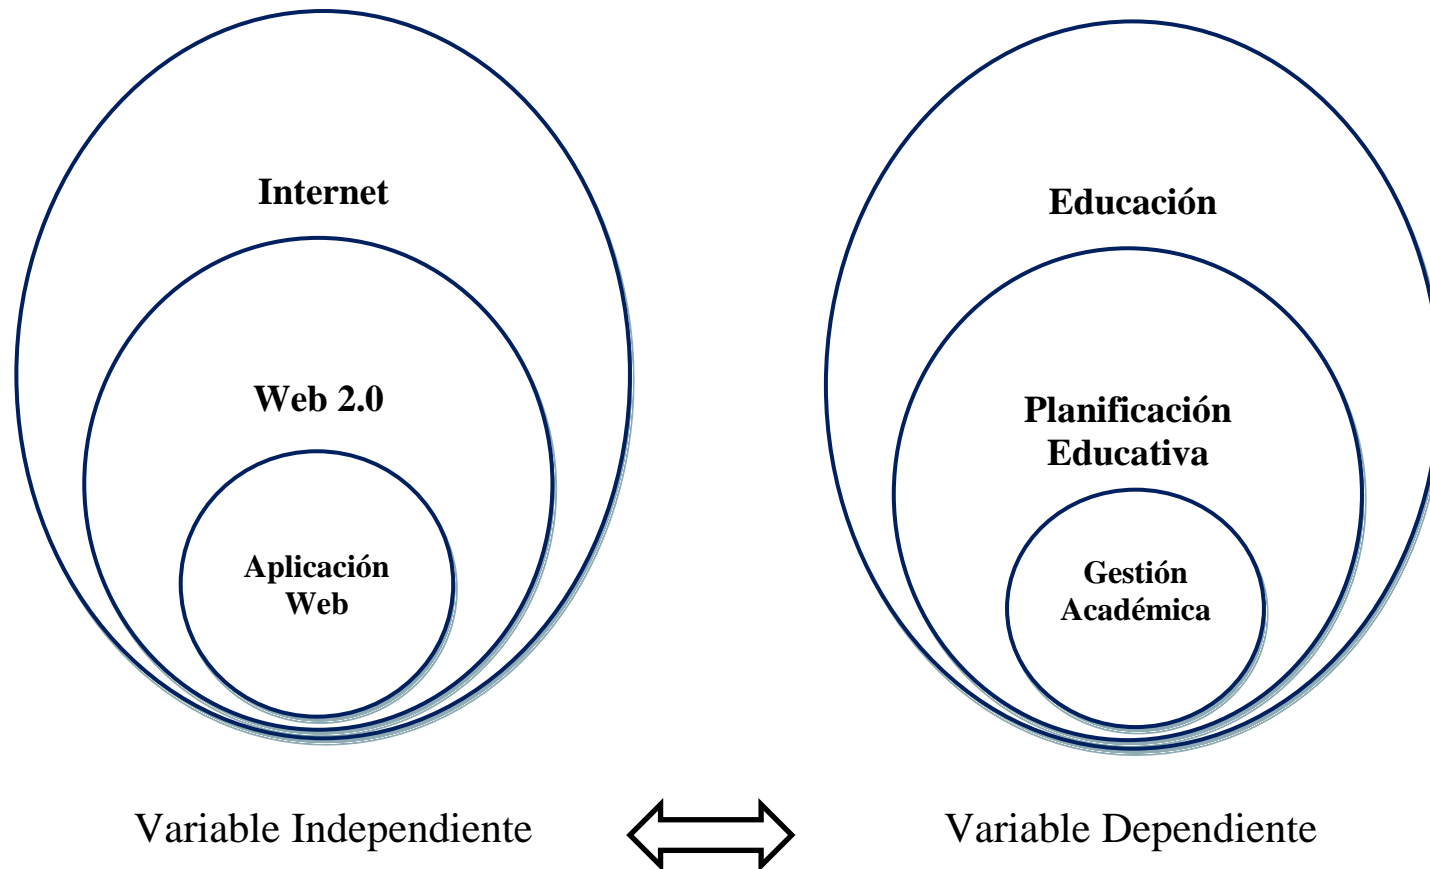 Internet
Web 2.0
Aplicación
Web
Variable Independiente
Educación
Planificación
Educativa
Gestión
Académica
Variable Dependiente